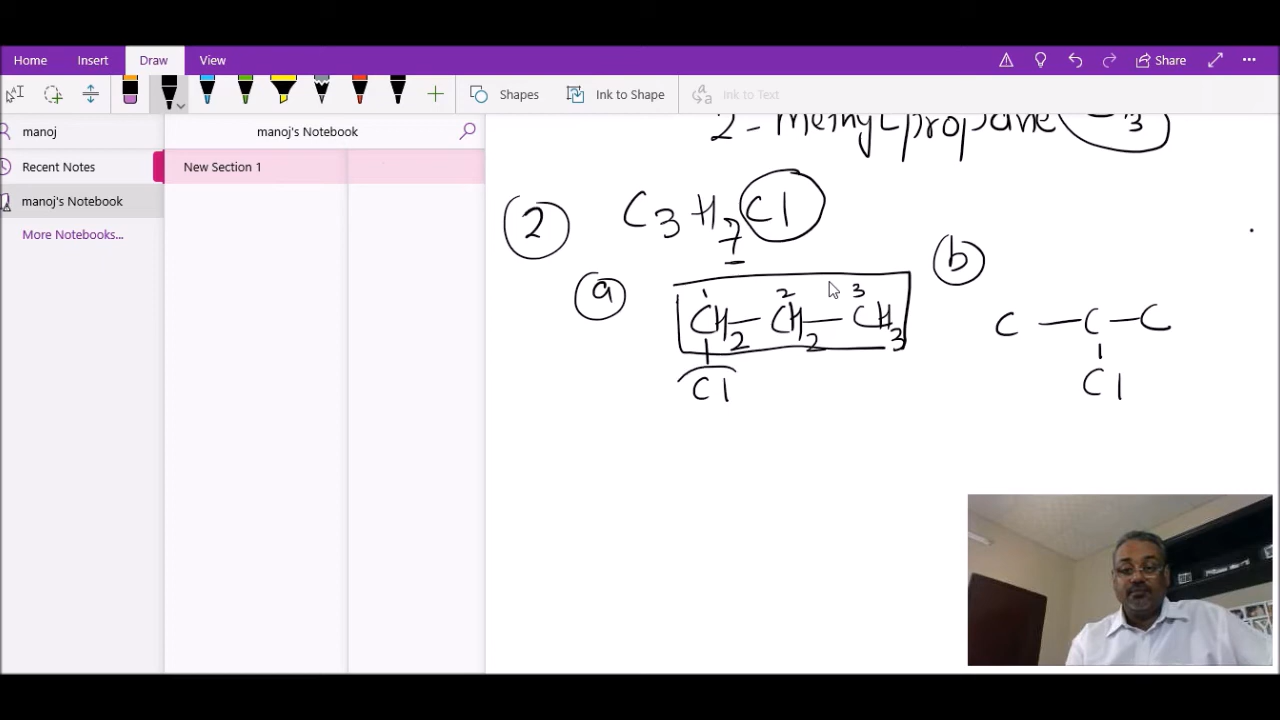 Home Insert Draw View Share
Shapes Ink to Shape Ink to Text
manoj manoj's Notebook
Recent Notes New Section 1
manoj's Notebook
More Notebooks...
2 - Methylpropane CH3
2 C3H7Cl
a b
1 2 3
CH2—CH2—CH3 C—C—C
Cl Cl